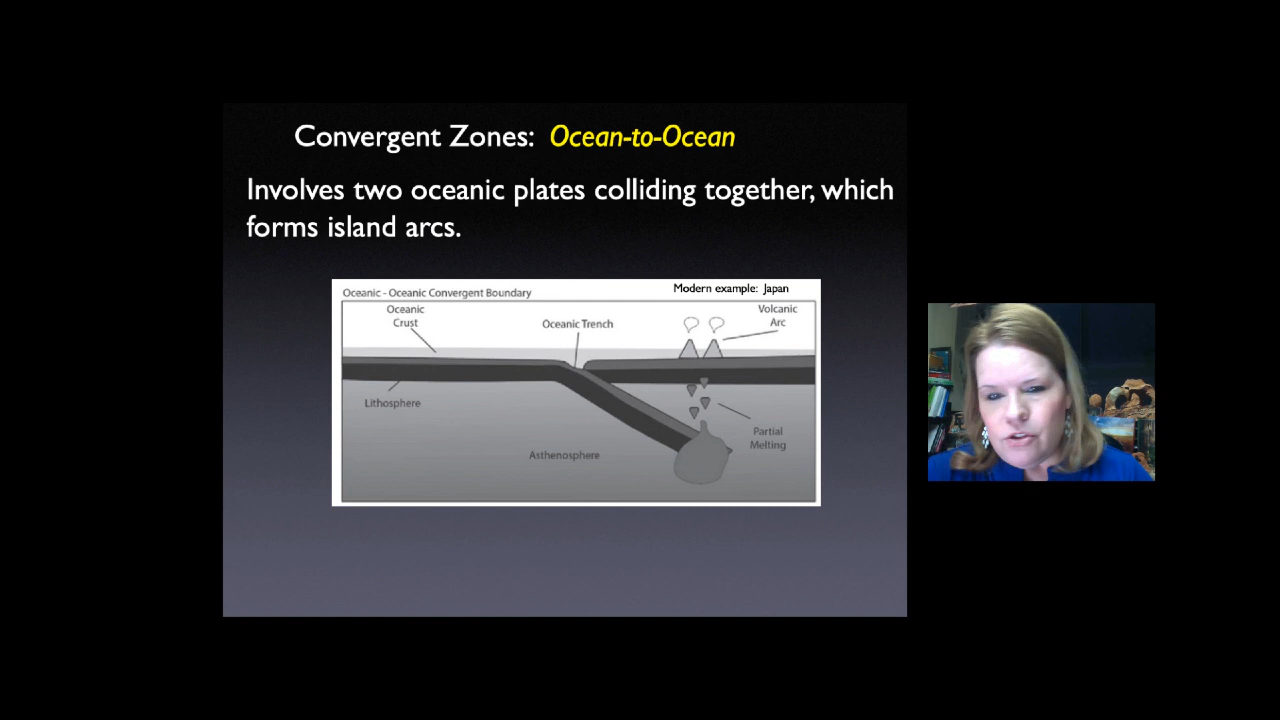 Convergent Zones: Ocean-to-Ocean
Involves two oceanic plates colliding together, which
forms island arcs.
Oceanic - Oceanic Convergent Boundary
Modern example: Japan
Oceanic
Crust
Oceanic Trench
Volcanic
Arc
Lithosphere
Partial
Melting
Asthenosphere